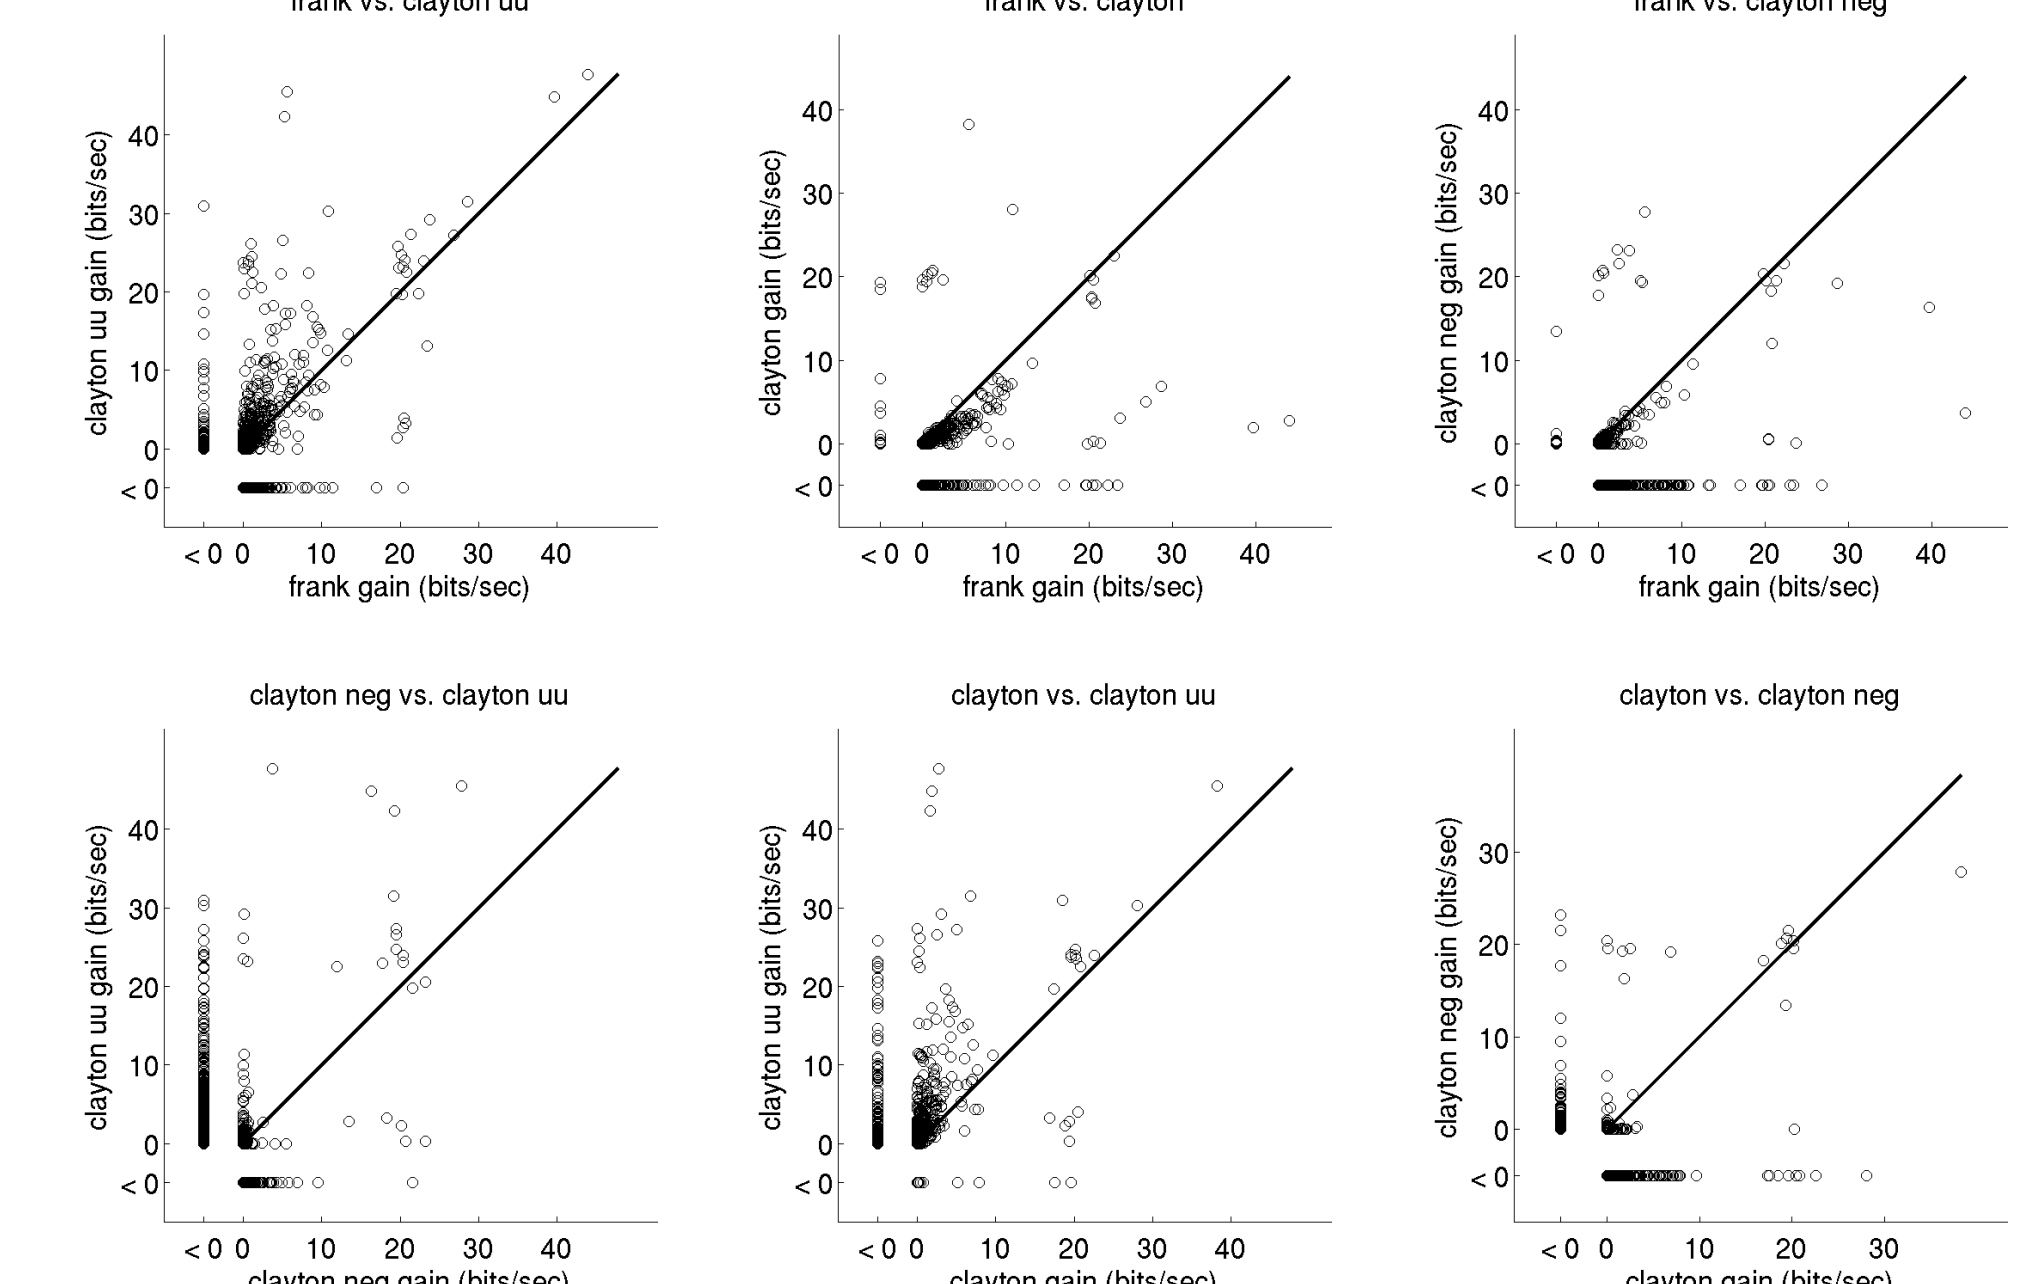 frank vs. clayton uu
clayton uu gain (bits/sec)
40
30
20
10
0
< 0
< 0 0 10 20 30 40
frank gain (bits/sec)
frank vs. clayton
clayton gain (bits/sec)
40
30
20
10
0
< 0
< 0 0 10 20 30 40
frank gain (bits/sec)
frank vs. clayton neg
clayton neg gain (bits/sec)
40
30
20
10
0
< 0
< 0 0 10 20 30 40
frank gain (bits/sec)
clayton neg vs. clayton uu
clayton uu gain (bits/sec)
40
30
20
10
0
< 0
< 0 0 10 20 30 40
clayton neg gain (bits/sec)
clayton vs. clayton uu
clayton uu gain (bits/sec)
40
30
20
10
0
< 0
< 0 0 10 20 30 40
clayton gain (bits/sec)
clayton vs. clayton neg
clayton neg gain (bits/sec)
30
20
10
0
< 0
< 0 0 10 20 30
clayton gain (bits/sec)